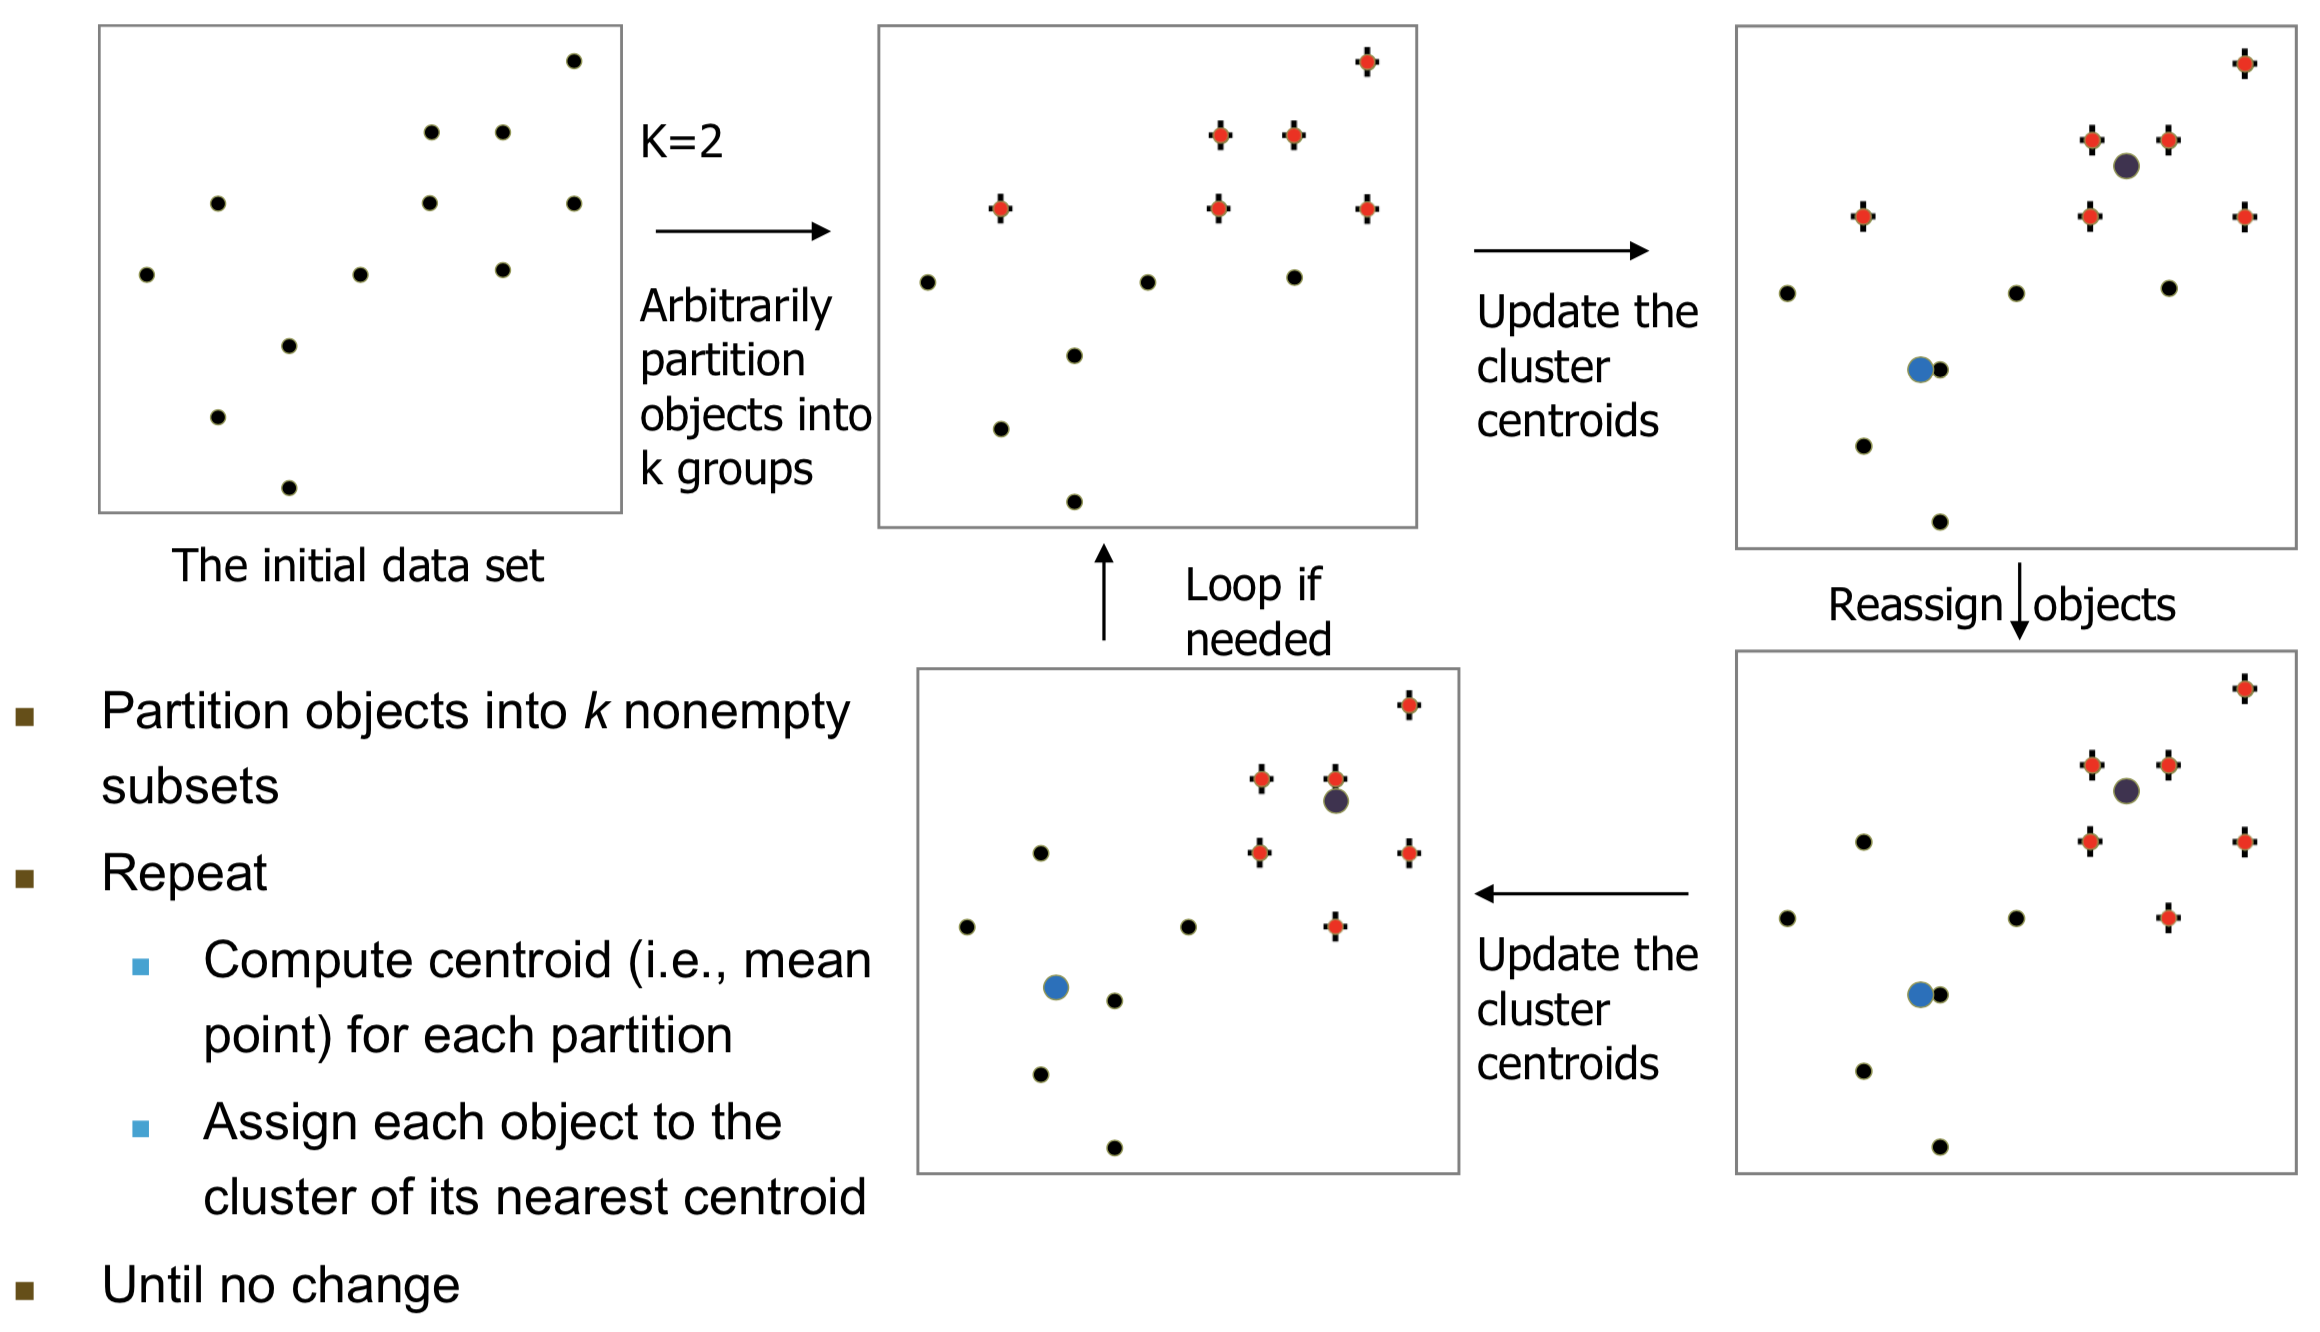 K=2
Arbitrarily
partition
objects into
k groups
Update the
cluster
centroids
The initial data set
Loop if
needed
Reassign objects
Update the
cluster
centroids
Partition objects into k nonempty
subsets
Repeat
Compute centroid (i.e., mean
point) for each partition
Assign each object to the
cluster of its nearest centroid
Until no change